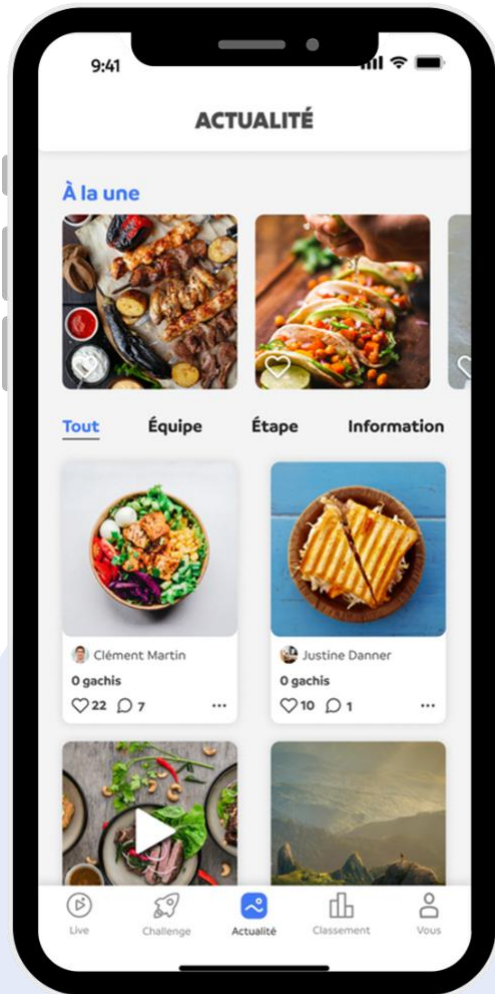 9:41
ACTUALITÉ
À la une
Tout Équipe Étape Information
Clément Martin
0 gachis
22 7
Justine Danner
0 gachis
10 1
Live Challenge Actualité Classement Vous